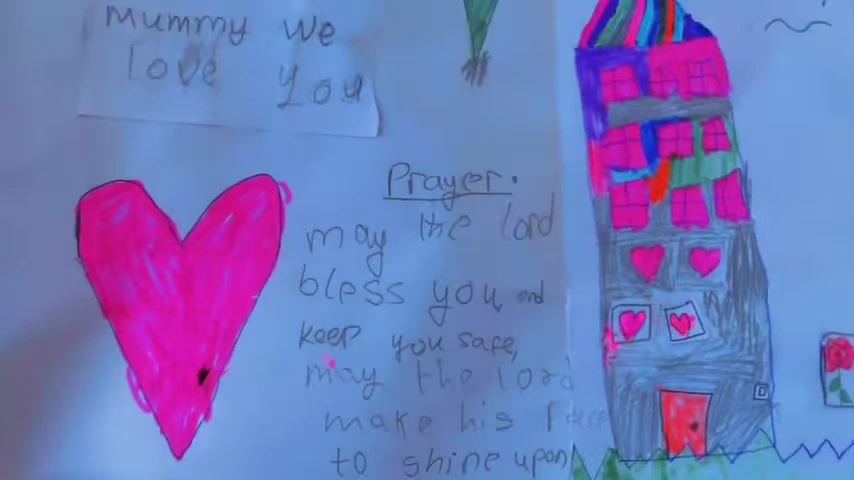 Mummy we
love you
Prayer.
may the lord
bless you, and
keep you safe,
may the lord
make his face
to shine upon